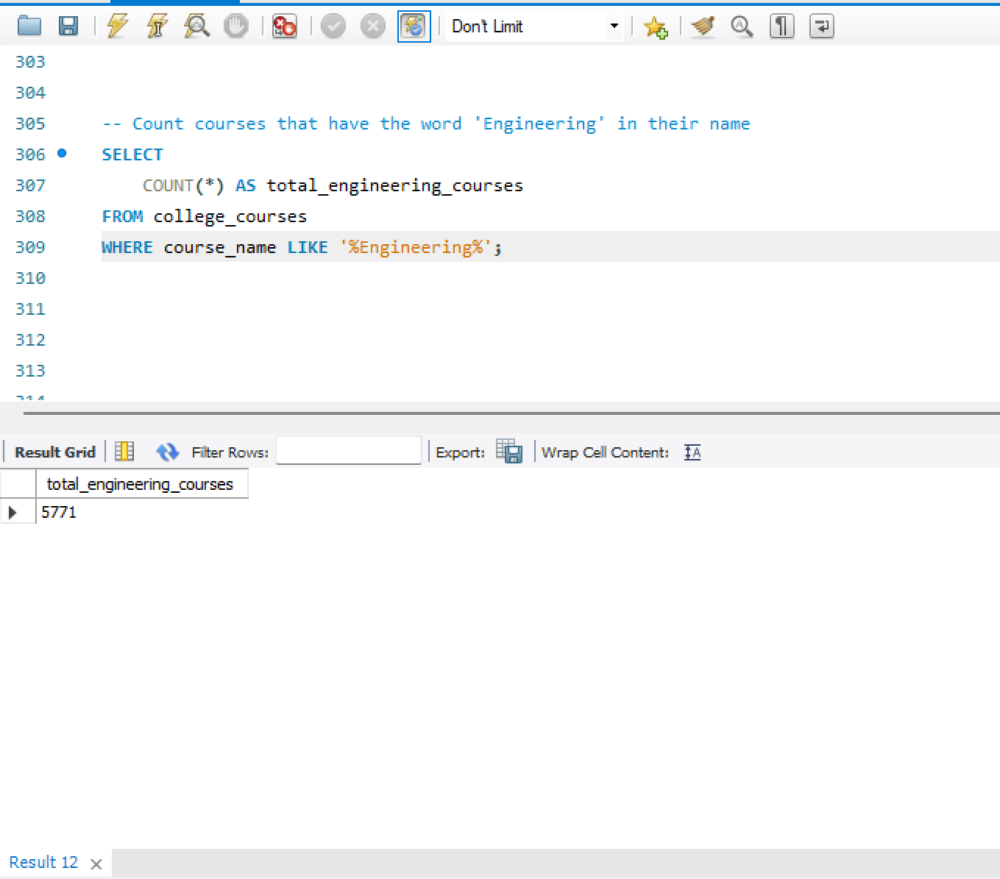 Don't Limit
303
304
305 -- Count courses that have the word 'Engineering' in their name
306 SELECT
307 COUNT(*) AS total_engineering_courses
308 FROM college_courses
309 WHERE course_name LIKE '%Engineering%';
310
311
312
313
314
Result Grid Filter Rows: Export: Wrap Cell Content:
total_engineering_courses
5771
Result 12